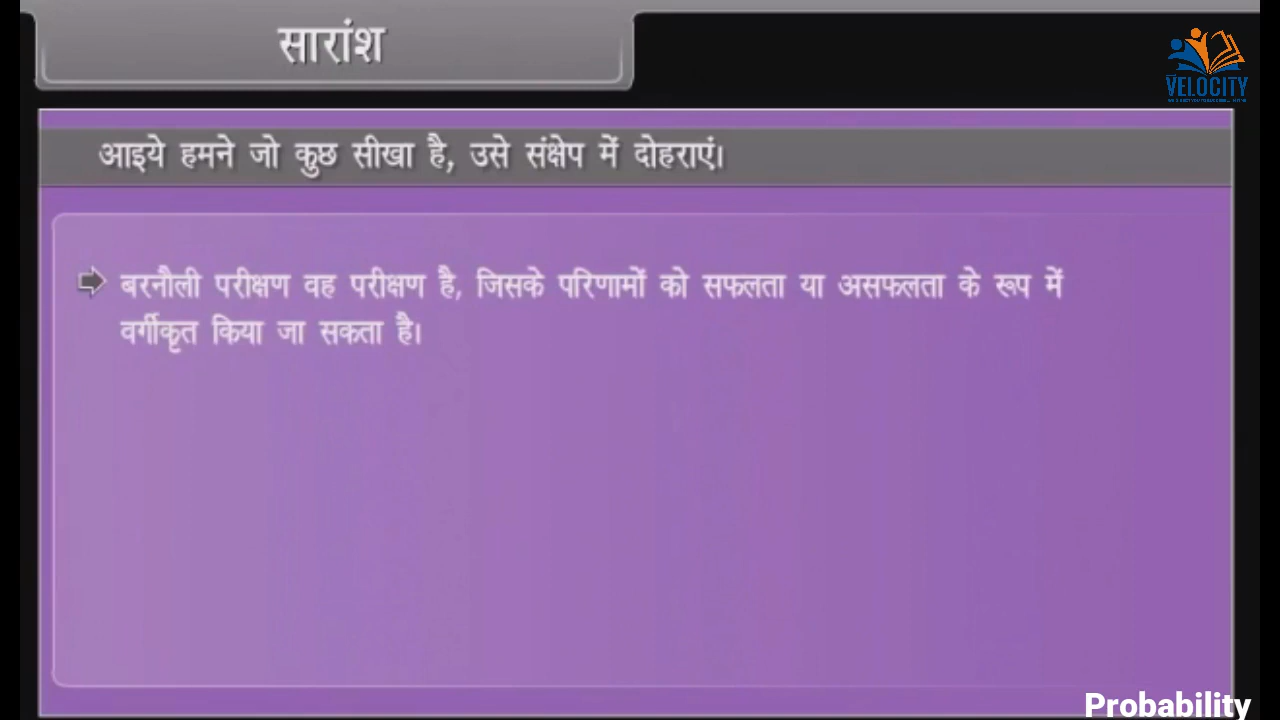 सारांश
VELOCITY
आइये हमने जो कुछ सीखा है, उसे संक्षेप में दोहराएं।
बरनौली परीक्षण वह परीक्षण है, जिसके परिणामों को सफलता या असफलता के रूप में
वर्गीकृत किया जा सकता है।
Probability